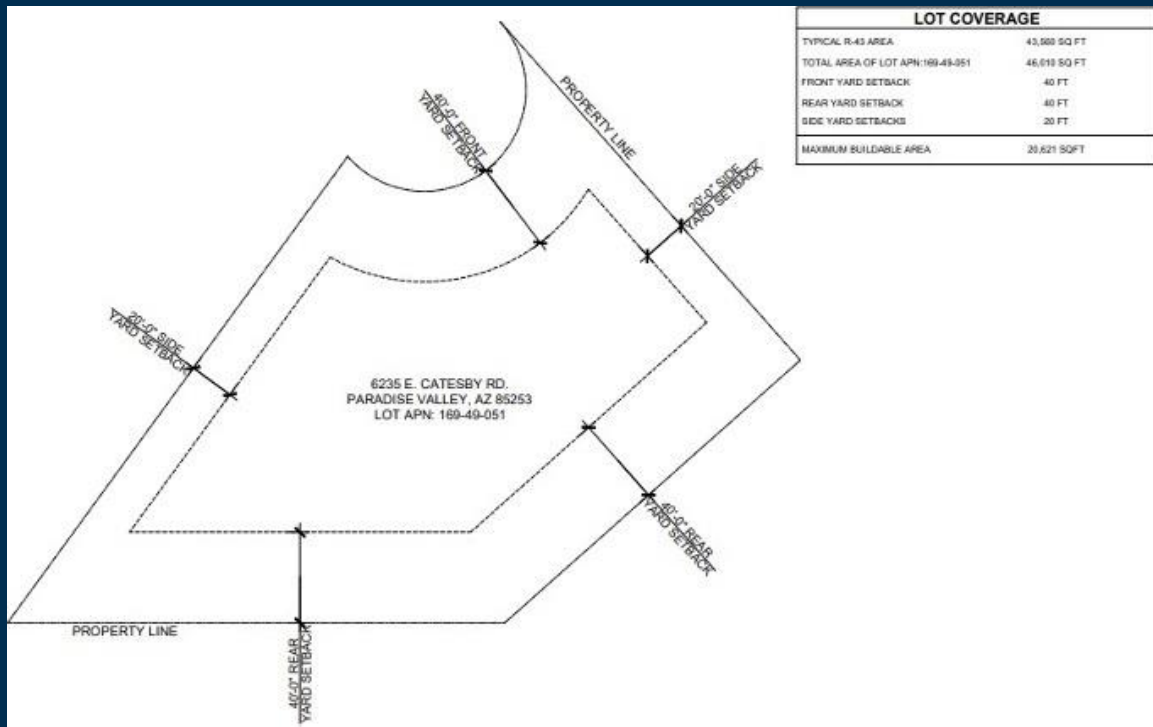 LOT COVERAGE
TYPICAL R-43 AREA 43,560 SQ FT
TOTAL AREA OF LOT APN:169-49-051 46,010 SQ FT
FRONT YARD SETBACK 40 FT
REAR YARD SETBACK 40 FT
SIDE YARD SETBACKS 20 FT
MAXIMUM BUILDABLE AREA 20,621 SQFT
PROPERTY LINE
40'-0" FRONT
YARD SETBACK
20'-0" SIDE
YARD SETBACK
20'-0" SIDE
YARD SETBACK
6235 E. CATESBY RD.
PARADISE VALLEY, AZ 85253
LOT APN: 169-49-051
40'-0" REAR
YARD SETBACK
PROPERTY LINE
40'-0" REAR
YARD SETBACK